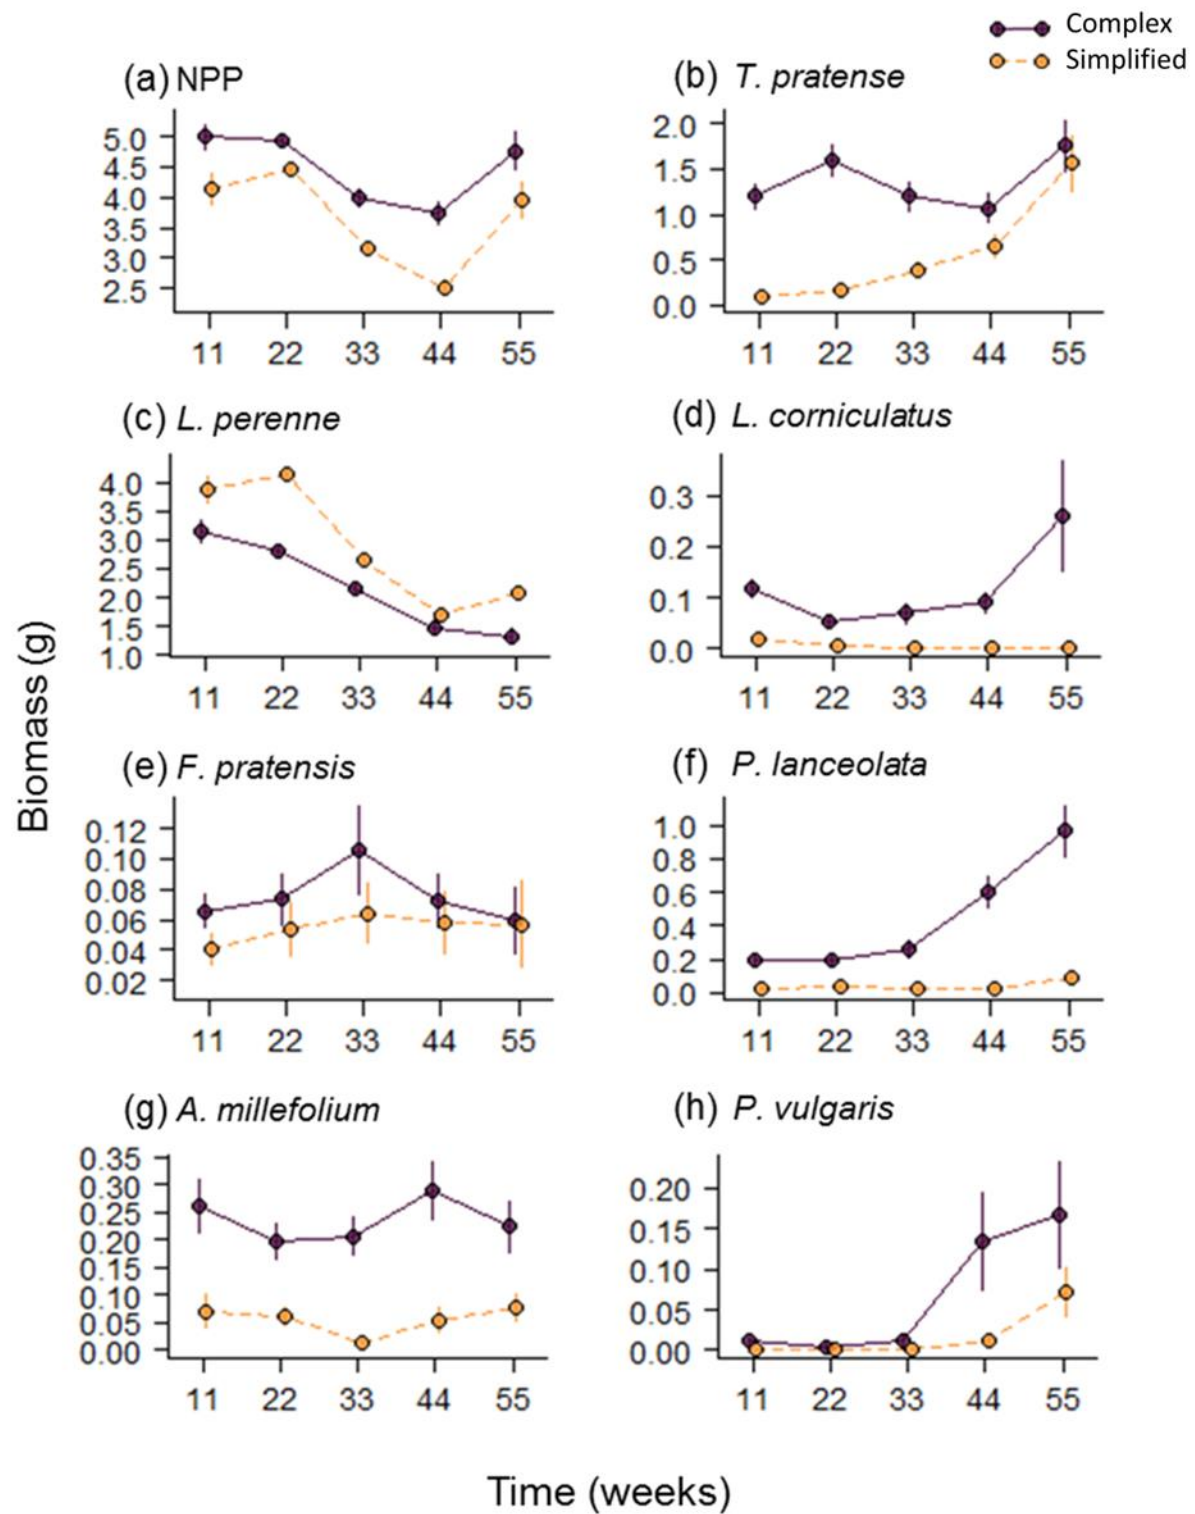 Complex
Simplified
(a) NPP
5.0
4.5
4.0
3.5
3.0
2.5
11 22 33 44 55
(b) T. pratense
2.0
1.5
1.0
0.5
0.0
11 22 33 44 55
(c) L. perenne
4.0
3.5
3.0
2.5
2.0
1.5
1.0
11 22 33 44 55
(d) L. corniculatus
0.3
0.2
0.1
0.0
11 22 33 44 55
Biomass (g)
(e) F. pratensis
0.12
0.10
0.08
0.06
0.04
0.02
11 22 33 44 55
(f) P. lanceolata
1.0
0.8
0.6
0.4
0.2
0.0
11 22 33 44 55
(g) A. millefolium
0.35
0.30
0.25
0.20
0.15
0.10
0.05
0.00
11 22 33 44 55
(h) P. vulgaris
0.20
0.15
0.10
0.05
0.00
11 22 33 44 55
Time (weeks)